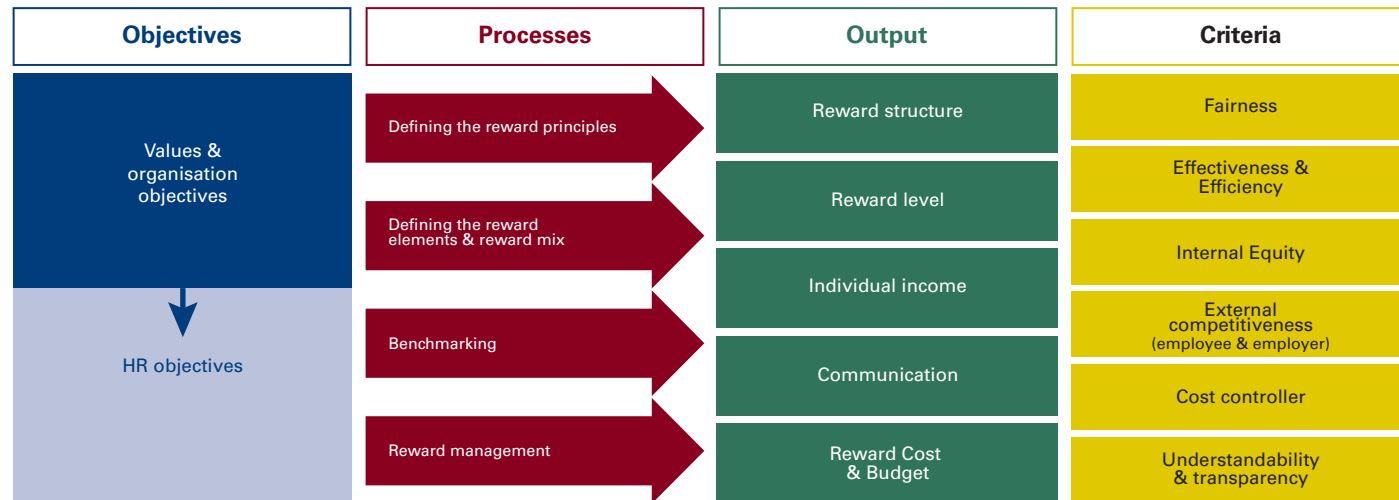 Objectives
Values &
organisation
objectives
HR objectives
Processes
Defining the reward principles
Defining the reward
elements & reward mix
Benchmarking
Reward management
Output
Reward structure
Reward level
Individual income
Communication
Reward Cost
& Budget
Criteria
Fairness
Effectiveness &
Efficiency
Internal Equity
External
competitiveness
(employee & employer)
Cost controller
Understandability
& transparency